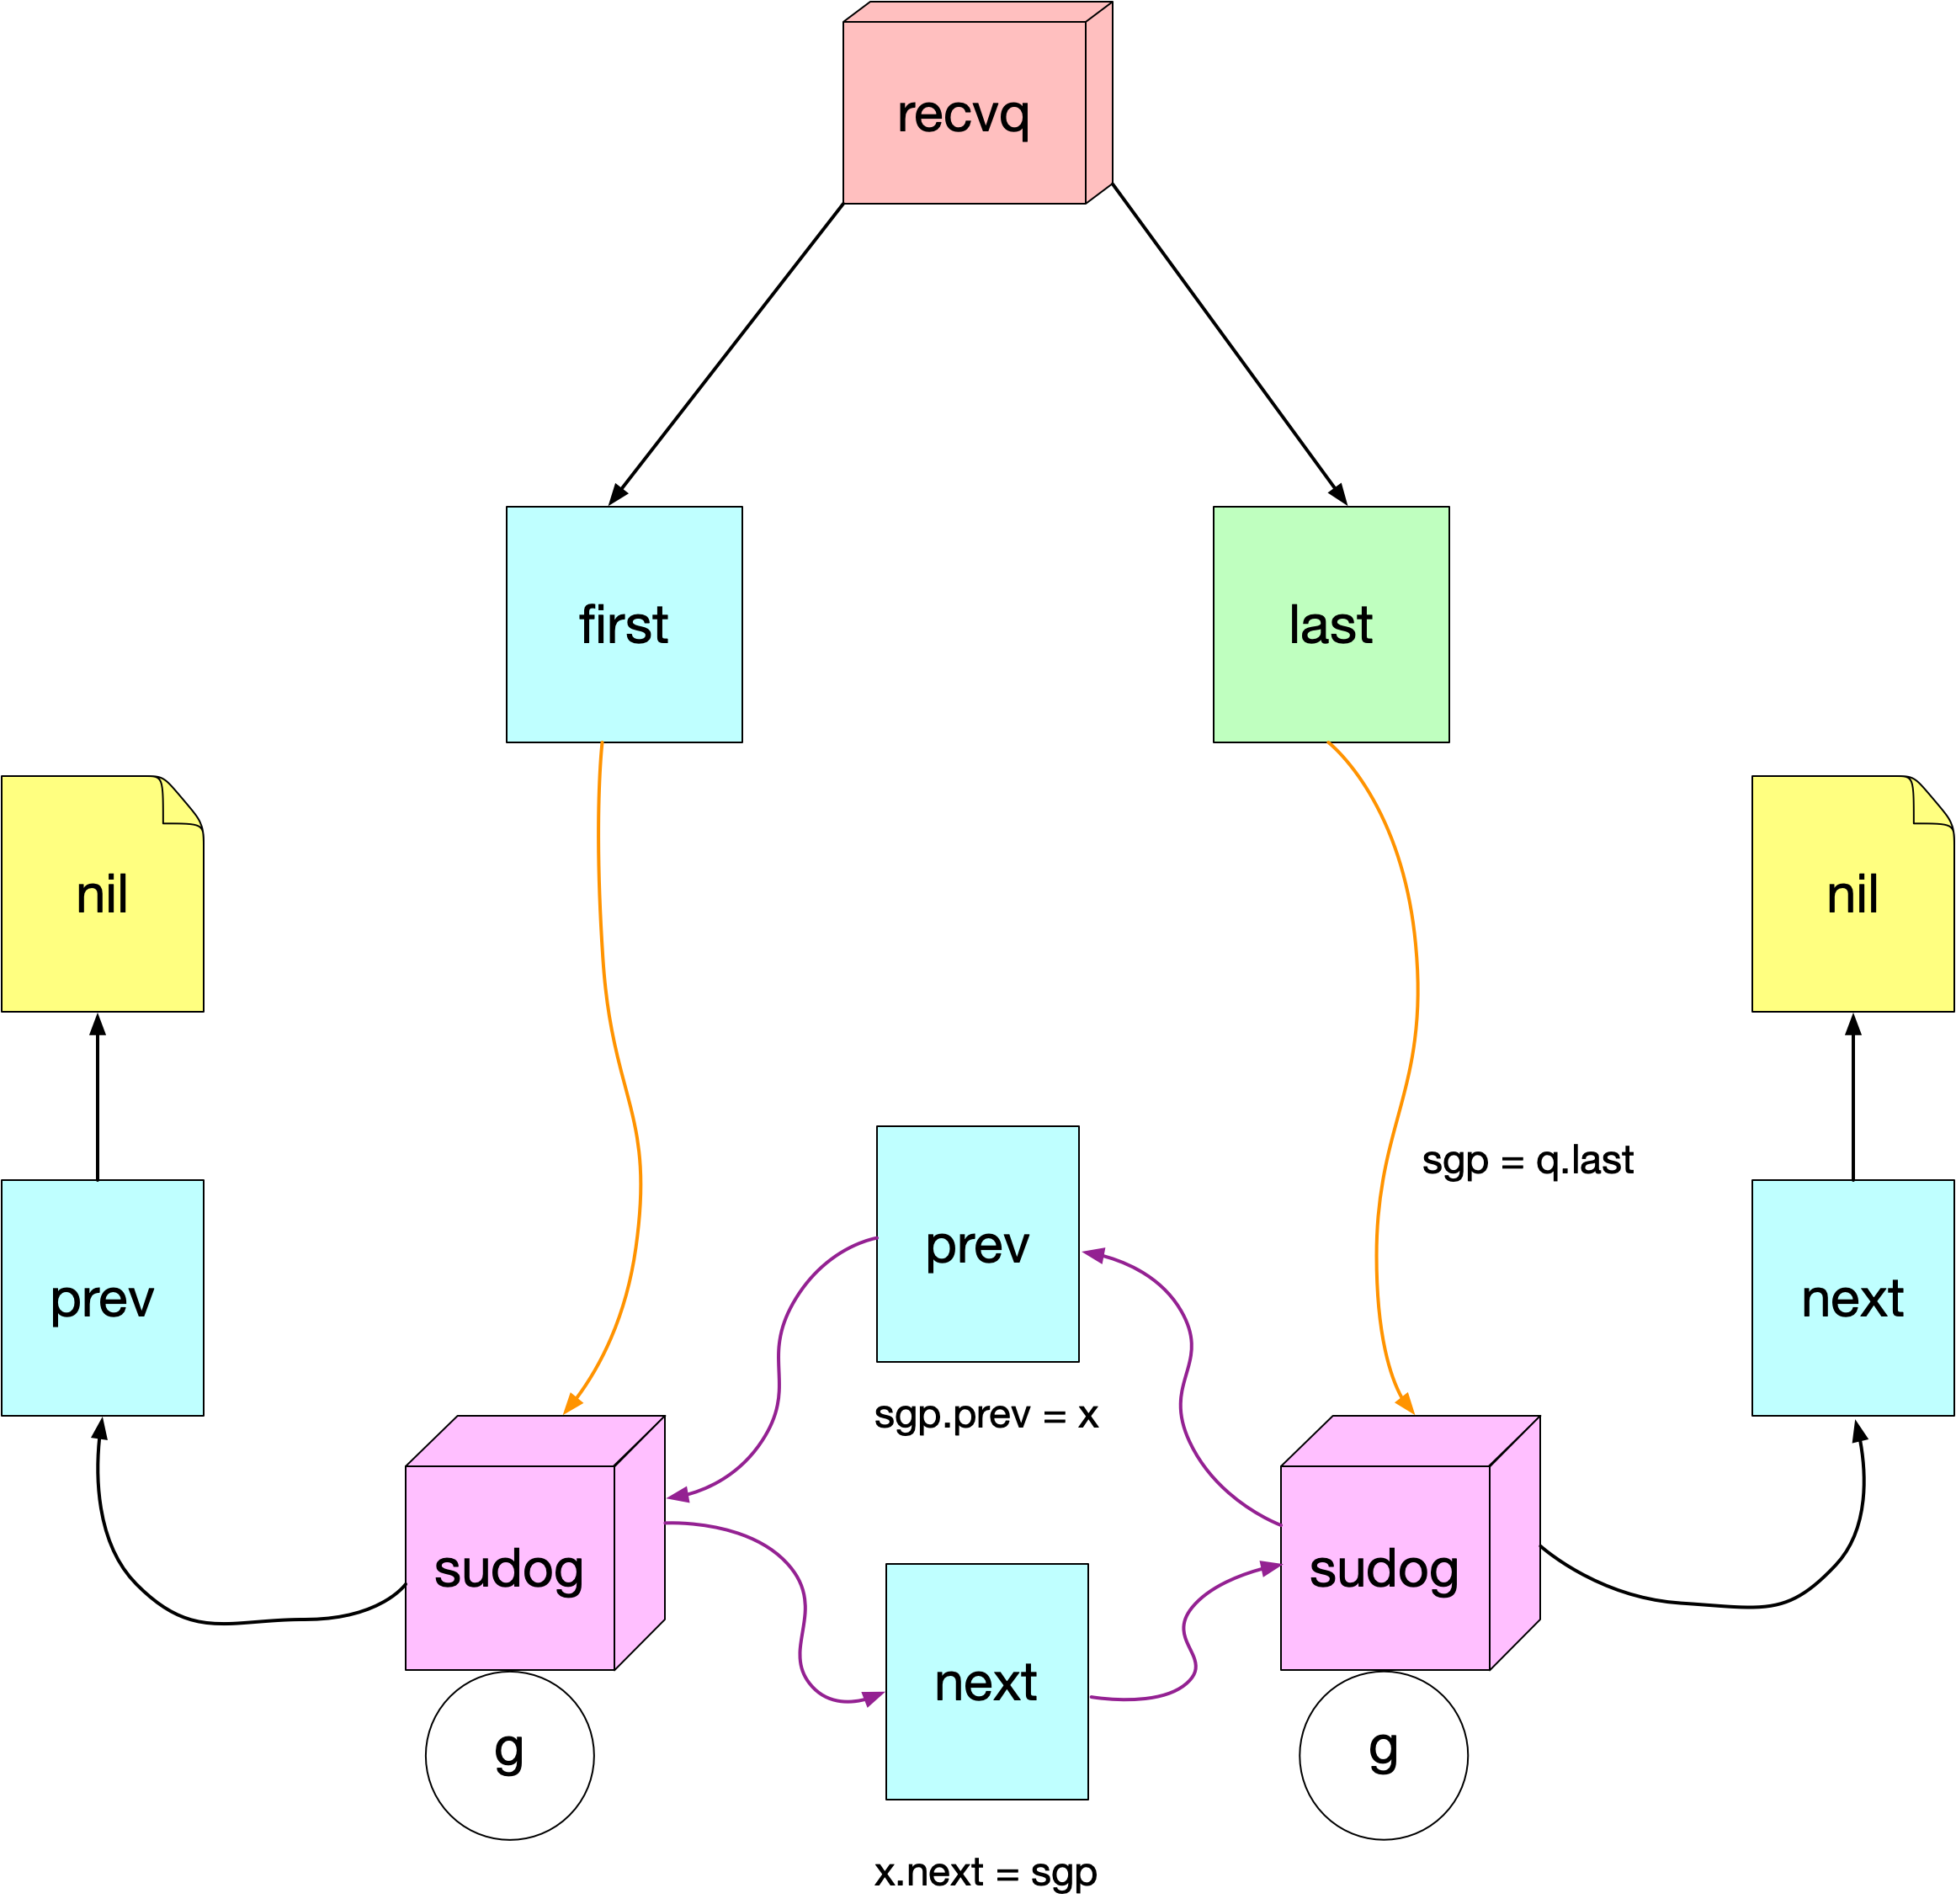 recvq
first
last
nil
nil
prev
sgp = q.last
prev
next
sgp.prev = x
sudog
sudog
next
g
g
x.next = sgp